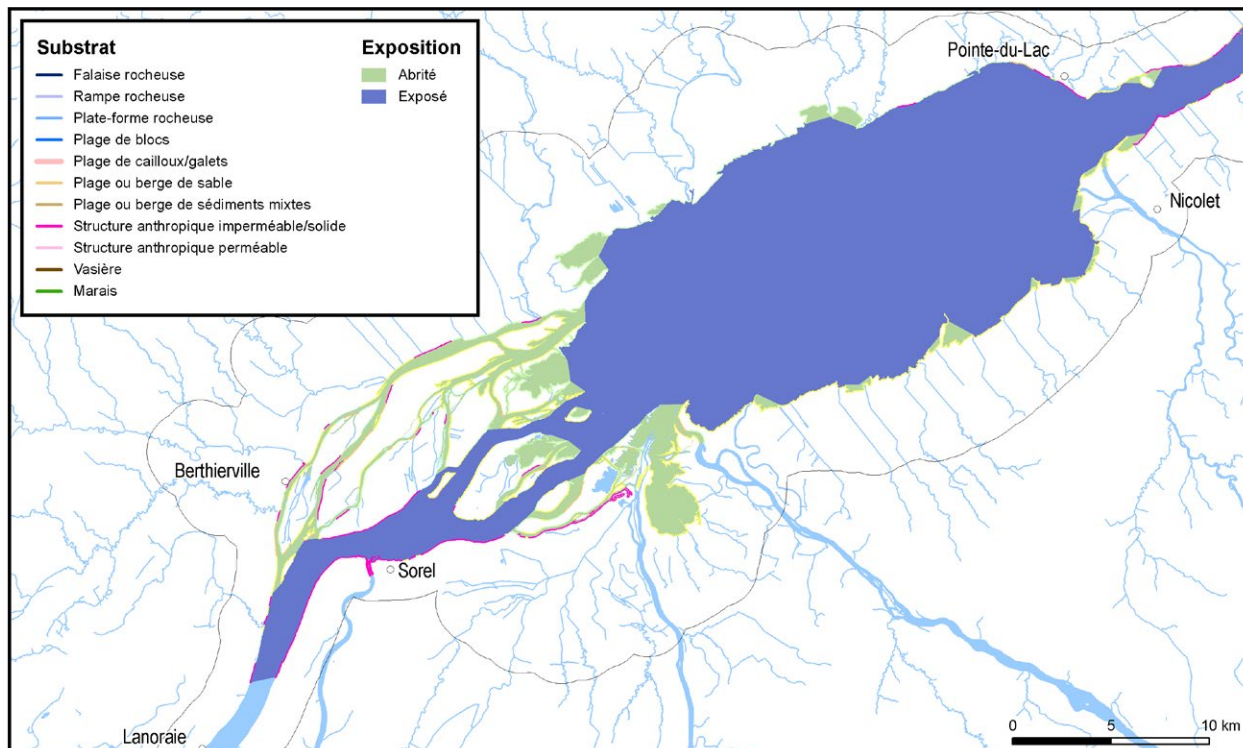 Substrat
Falaise rocheuse
Rampe rocheuse
Plate-forme rocheuse
Plage de blocs
Plage de cailloux/galets
Plage ou berge de sable
Plage ou berge de sédiments mixtes
Structure anthropique imperméable/solide
Structure anthropique perméable
Vasière
Marais
Exposition
Abrité
Exposé
Pointe-du-Lac
Nicolet
Berthierville
Sorel
Lanoraie
0 5 10 km